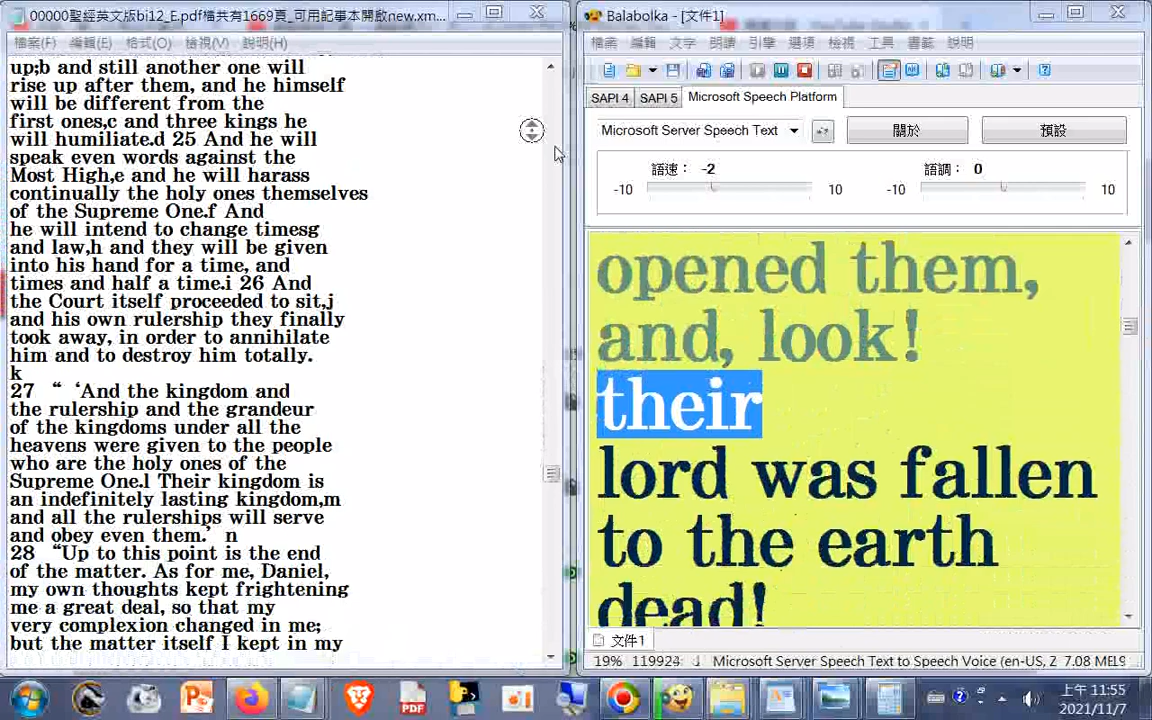 00000聖經英文版bi12_E.pdf檔共有1669頁_可用記事本開啟new.xm...
檔案(F) 編輯(E) 格式(O) 檢視(V) 說明(H)
up;b and still another one will
rise up after them, and he himself
will be different from the
first ones,c and three kings he
will humiliate.d 25 And he will
speak even words against the
Most High,e and he will harass
continually the holy ones themselves
of the Supreme One.f And
he will intend to change timesg
and law,h and they will be given
into his hand for a time, and
times and half a time.i 26 And
the Court itself proceeded to sit,j
and his own rulership they finally
took away, in order to annihilate
him and to destroy him totally.
k
27 “ ‘And the kingdom and
the rulership and the grandeur
of the kingdoms under all the
heavens were given to the people
who are the holy ones of the
Supreme One.l Their kingdom is
an indefinitely lasting kingdom,m
and all the rulerships will serve
and obey even them.’ n
28 “Up to this point is the end
of the matter. As for me, Daniel,
my own thoughts kept frightening
me a great deal, so that my
very complexion changed in me;
but the matter itself I kept in my
Balabolka - [文件1]
檔案 編輯 文字 朗讀 引擎 選項 檢視 工具 書籤 說明
SAPI 4 SAPI 5 Microsoft Speech Platform
Microsoft Server Speech Text 關於 預設
語速： -2 語調： 0
-10 10 -10 10
opened them,
and, look!
their
lord was fallen
to the earth
dead!
文件1
19% 119924: Microsoft Server Speech Text to Speech Voice (en-US, 2 7.08
上午 11:55
2021/11/7